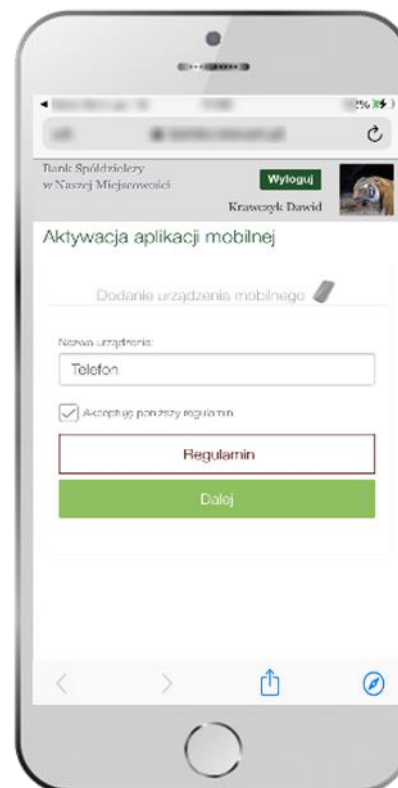 Bank Spółdzielczy
w Naszej Miejscowości
Wyloguj
Krawczyk Dawid
Aktywacja aplikacji mobilnej
Dodanie urządzenia mobilnego
Nazwa urządzenia:
Telefon
Akceptuję poniższy regulamin
Regulamin
Dalej